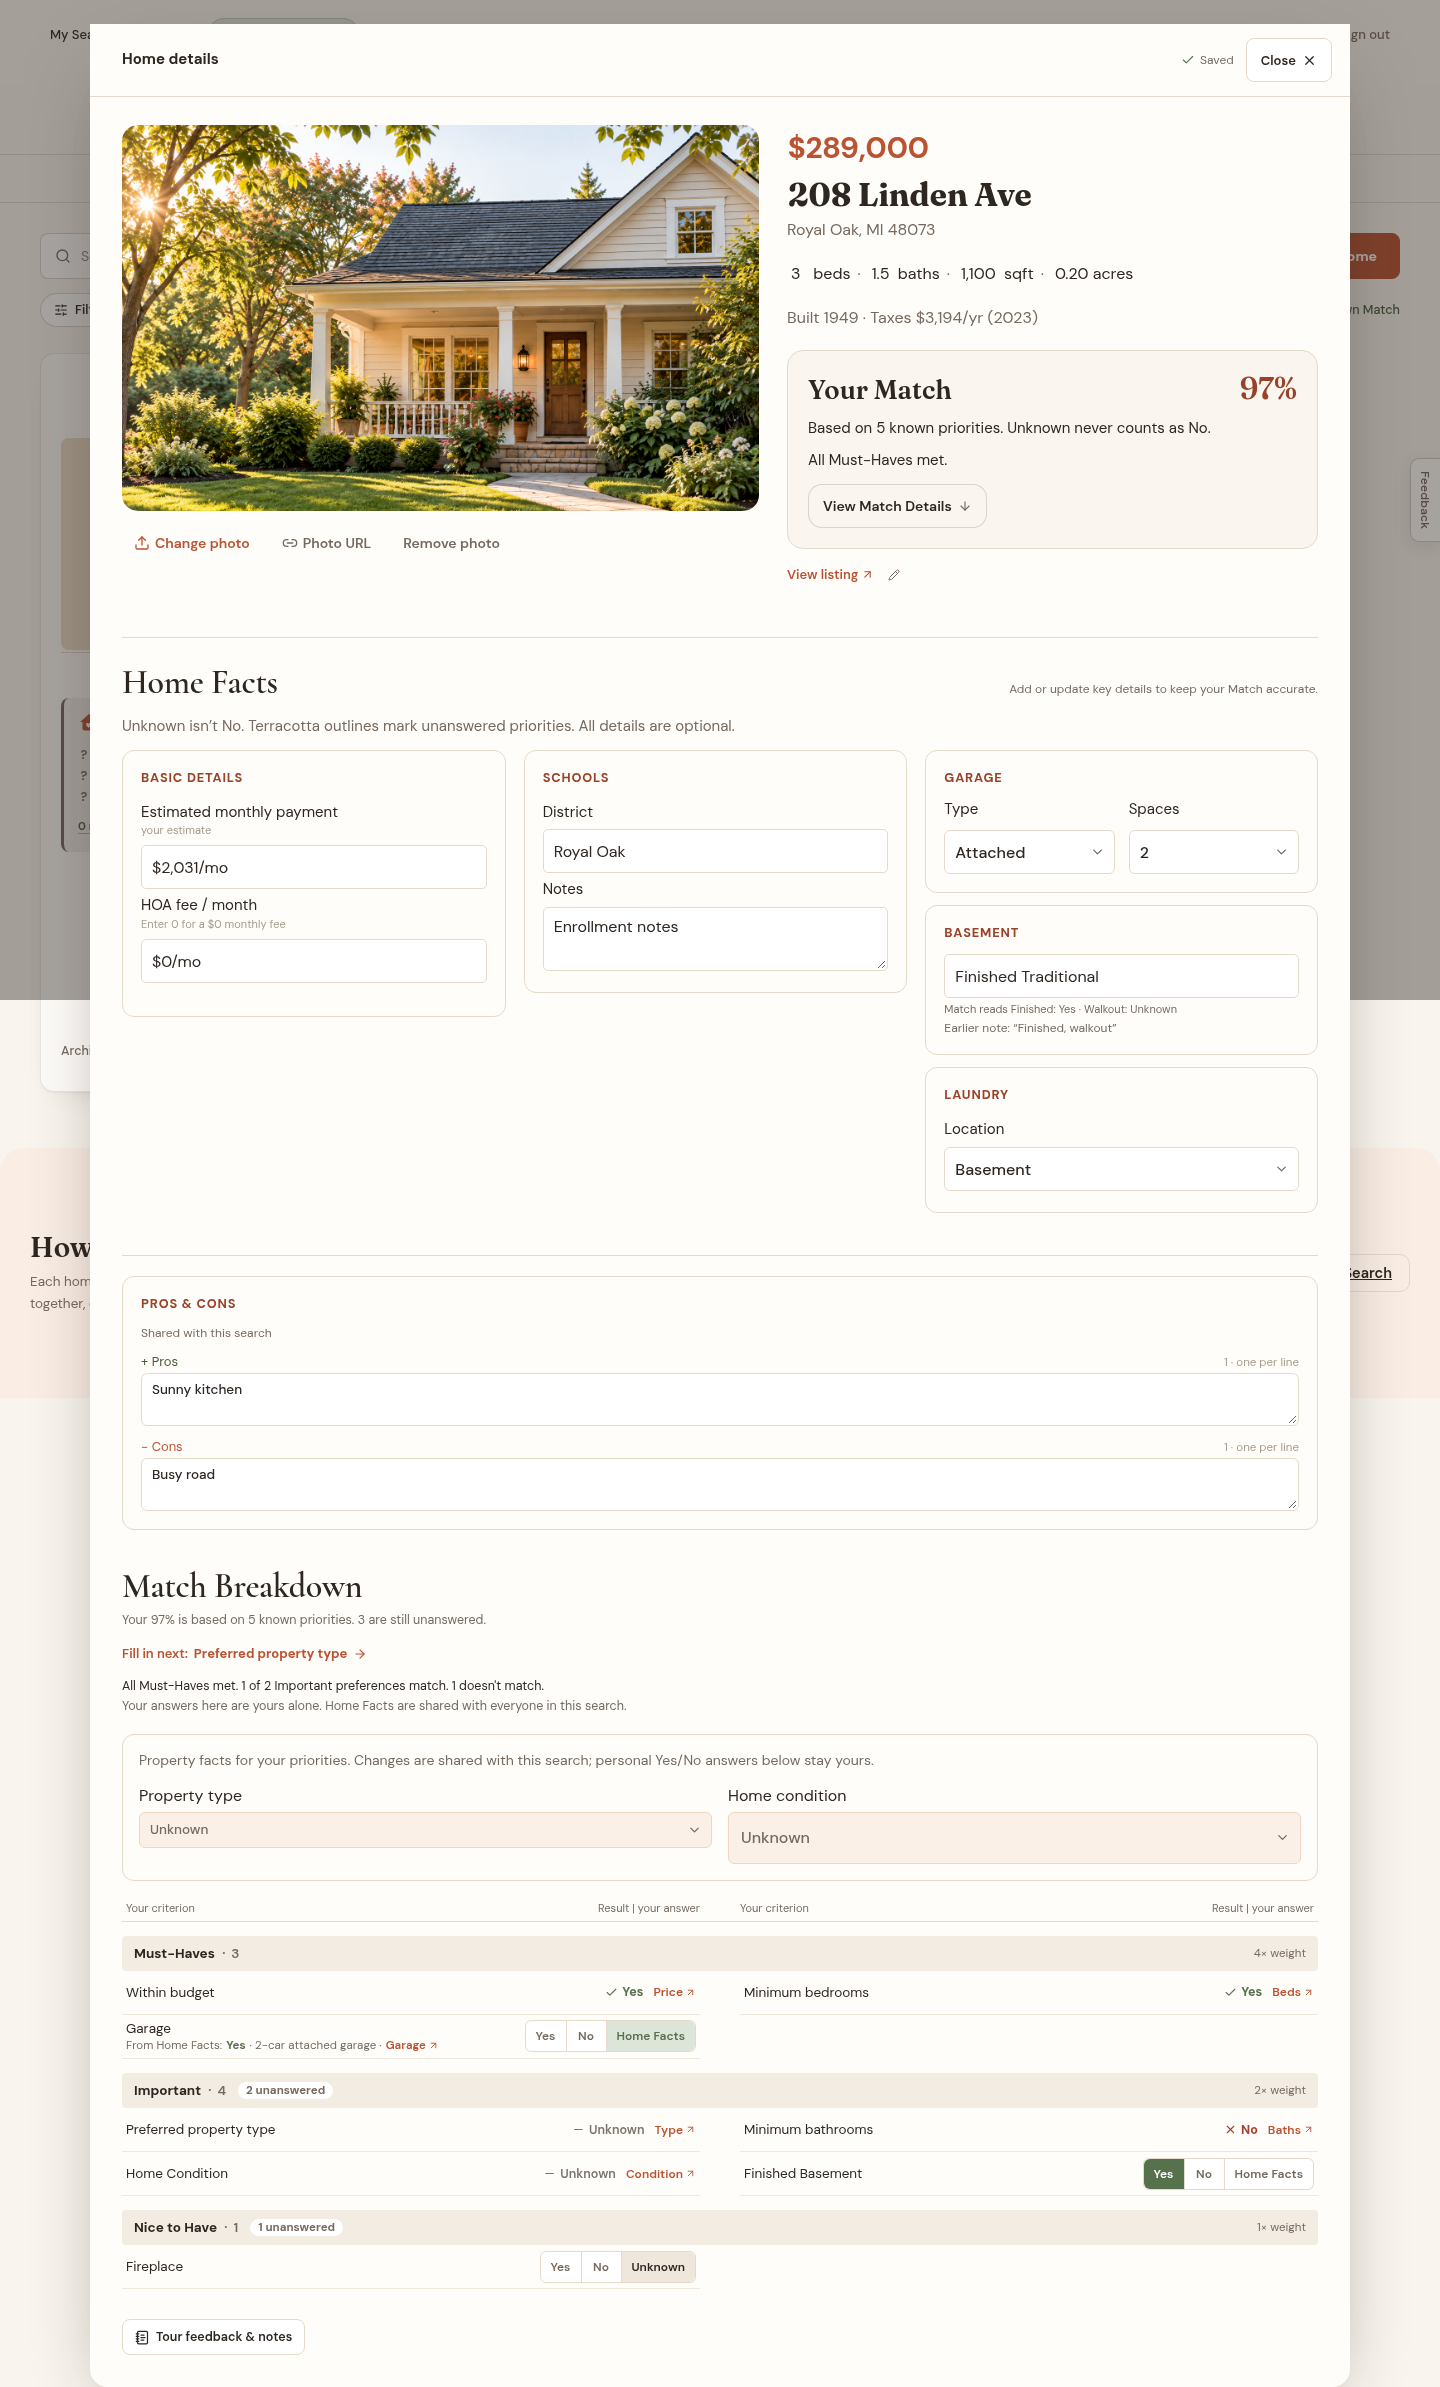 My Sea
gn out
Home details
Saved
Close
$289,000
208 Linden Ave
Royal Oak, MI 48073
3 beds · 1.5 baths · 1,100 sqft · 0.20 acres
Built 1949 · Taxes $3,194/yr (2023)
Your Match 97%
Based on 5 known priorities. Unknown never counts as No.
All Must-Haves met.
View Match Details ↓
View listing ↗
Change photo
Photo URL
Remove photo
S
ome
Fil
n Match
Feedback
?
?
?
0
Archi
How
Each hom
together,
Search
Home Facts
Add or update key details to keep your Match accurate.
Unknown isn't No. Terracotta outlines mark unanswered priorities. All details are optional.
BASIC DETAILS
Estimated monthly payment
your estimate
$2,031/mo
HOA fee / month
Enter 0 for a $0 monthly fee
$0/mo
SCHOOLS
District
Royal Oak
Notes
Enrollment notes
GARAGE
Type Spaces
Attached 2
BASEMENT
Finished Traditional
Match reads Finished: Yes · Walkout: Unknown
Earlier note: “Finished, walkout”
LAUNDRY
Location
Basement
PROS & CONS
Shared with this search
+ Pros 1 · one per line
Sunny kitchen
− Cons 1 · one per line
Busy road
Match Breakdown
Your 97% is based on 5 known priorities. 3 are still unanswered.
Fill in next: Preferred property type →
All Must-Haves met. 1 of 2 Important preferences match. 1 doesn't match.
Your answers here are yours alone. Home Facts are shared with everyone in this search.
Property facts for your priorities. Changes are shared with this search; personal Yes/No answers below stay yours.
Property type Home condition
Unknown Unknown
Your criterion Result | your answer Your criterion Result | your answer
Must-Haves · 3 4× weight
Within budget ✓ Yes Price ↗ Minimum bedrooms ✓ Yes Beds ↗
Garage
From Home Facts: Yes · 2-car attached garage · Garage ↗ Yes No Home Facts
Important · 4 2 unanswered 2× weight
Preferred property type — Unknown Type ↗ Minimum bathrooms ✕ No Baths ↗
Home Condition — Unknown Condition ↗ Finished Basement Yes No Home Facts
Nice to Have · 1 1 unanswered 1× weight
Fireplace Yes No Unknown
Tour feedback & notes